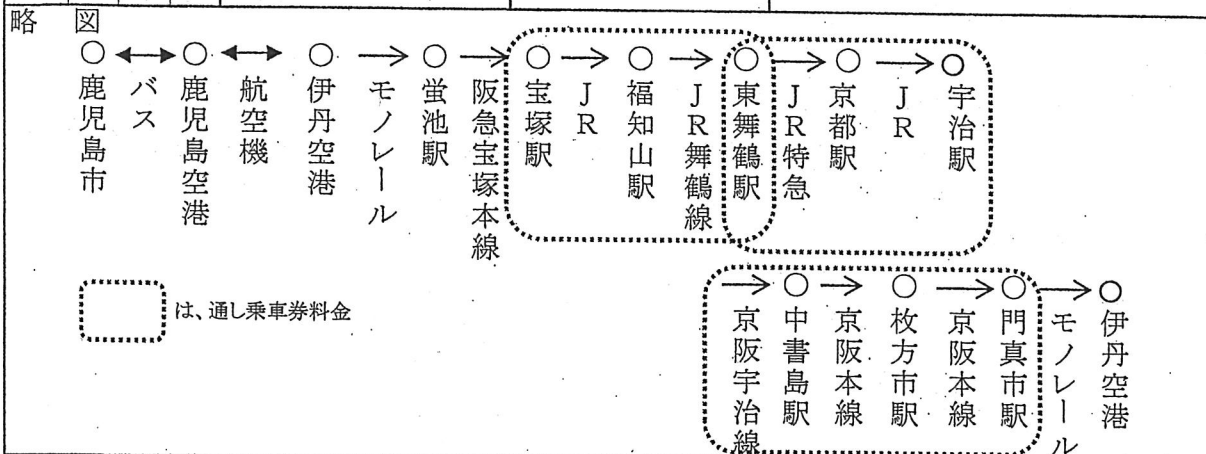 略図
鹿児島市
バス
鹿児島空港
航空機
伊丹空港
モノレール
蛍池駅
阪急宝塚本線
宝塚駅
JR
福知山駅
JR舞鶴線
東舞鶴駅
JR特急
京都駅
JR
宇治駅
は、通し乗車券料金
京阪宇治線
中書島駅
京阪本線
枚方市駅
京阪本線
門真市駅
モノレール
伊丹空港